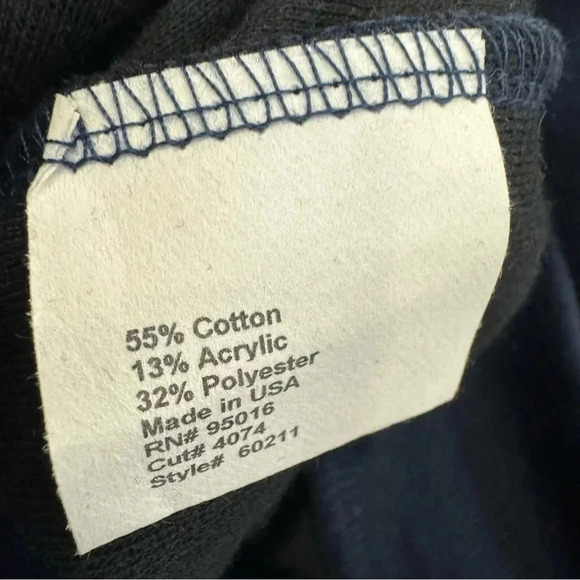 55% Cotton
13% Acrylic
32% Polyester
Made in USA
RN# 95016
Cut# 4074
Style# 60211